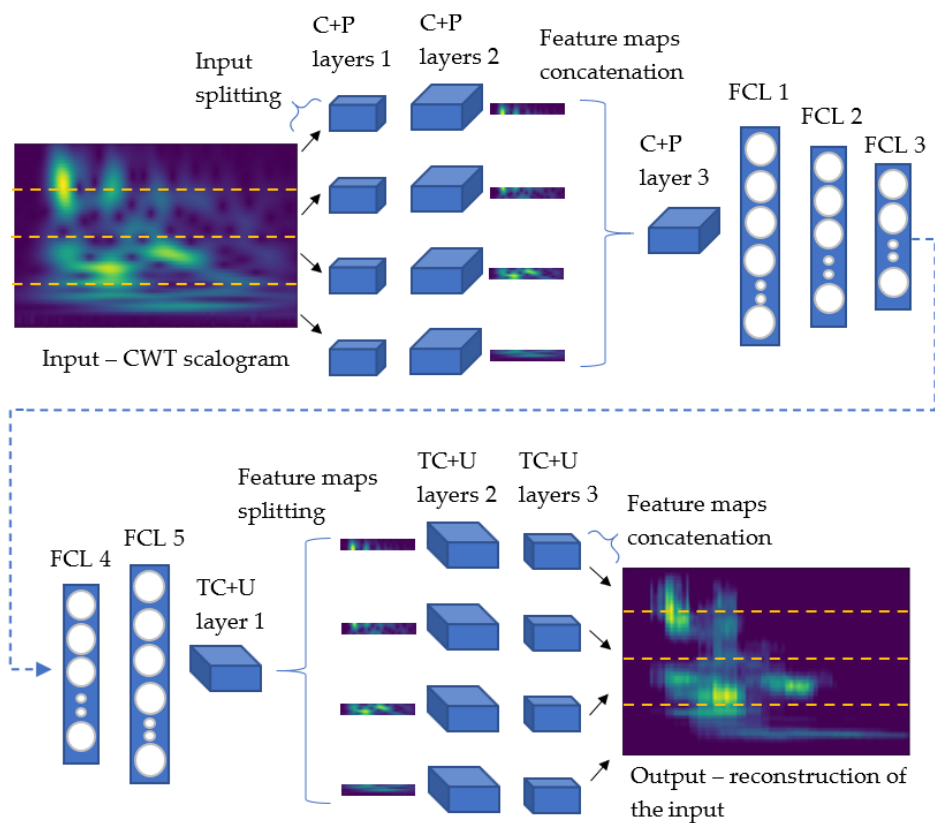 C+P
layers 1
C+P
layers 2
Feature maps
concatenation
Input
splitting
FCL 1
FCL 2
FCL 3
C+P
layer 3
Input – CWT scalogram
TC+U
layers 2
TC+U
layers 3
Feature maps
splitting
Feature maps
concatenation
FCL 4
FCL 5
TC+U
layer 1
Output – reconstruction of
the input